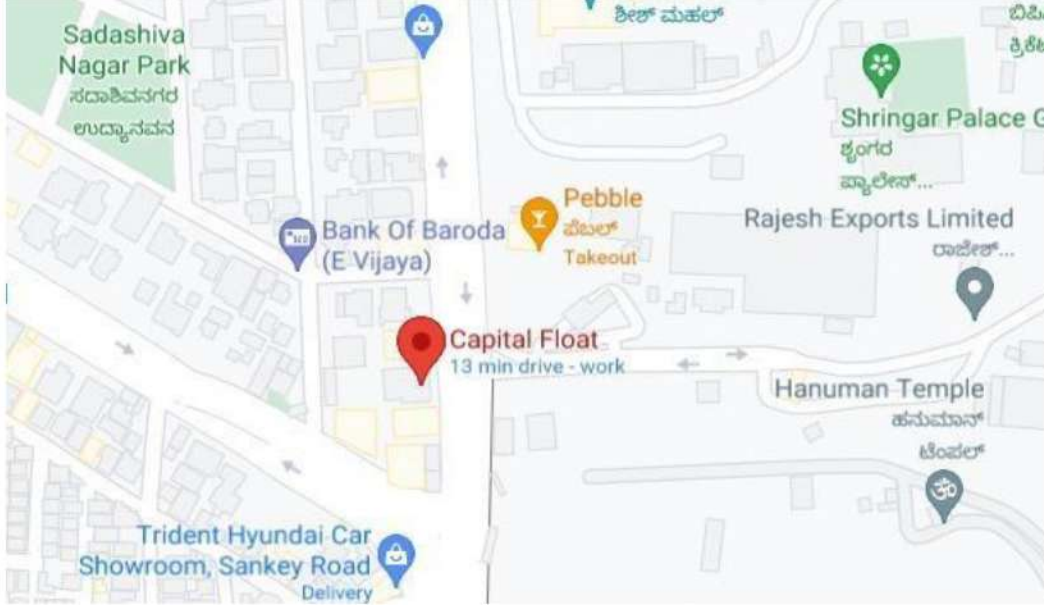 Sadashiva
Nagar Park
ಸದಾಶಿವನಗರ
ಉದ್ಯಾನವನ
ಶೀಶ್ ಮಹಲ್
Shringar Palace G
ಶೃಂಗರ
ಪ್ಯಾಲೇಸ್...
Pebble
ಪೆಬಲ್
Takeout
Bank Of Baroda
(E Vijaya)
Rajesh Exports Limited
ರಾಜೇಶ್...
Capital Float
13 min drive - work
Hanuman Temple
ಹನುಮಾನ್
ಟೆಂಪಲ್
ॐ
Trident Hyundai Car
Showroom, Sankey Road
Delivery